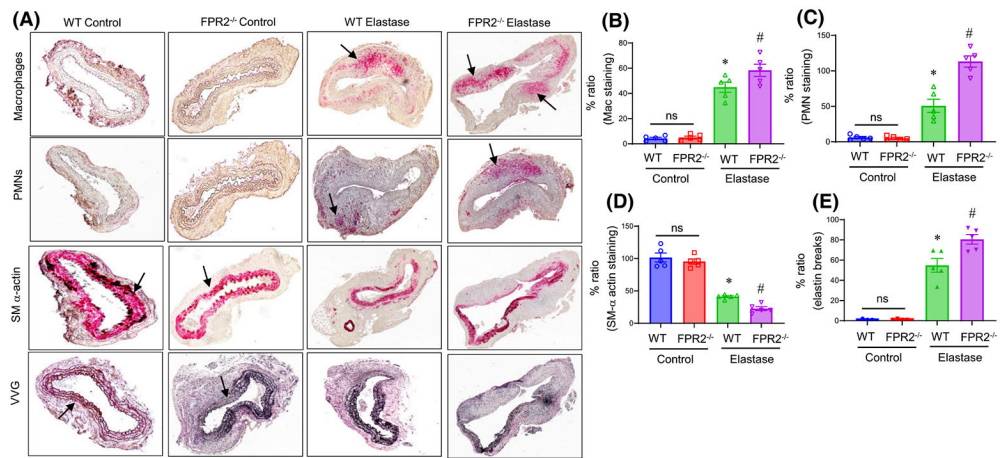 (A)
WT Control
FPR2⁻/⁻ Control
WT Elastase
FPR2⁻/⁻ Elastase
Macrophages
PMNs
SM α-actin
VVG
(B)
% ratio
(Mac staining)
80
60
40
20
0
ns
*
#
WT FPR2⁻/⁻ WT FPR2⁻/⁻
Control Elastase
(C)
% ratio
(PMN staining)
150
100
50
0
ns
*
#
WT FPR2⁻/⁻ WT FPR2⁻/⁻
Control Elastase
(D)
% ratio
(SM-α actin staining)
150
100
50
0
ns
*
#
WT FPR2⁻/⁻ WT FPR2⁻/⁻
Control Elastase
(E)
% ratio
(elastin breaks)
100
80
60
40
20
0
ns
*
#
WT FPR2⁻/⁻ WT FPR2⁻/⁻
Control Elastase